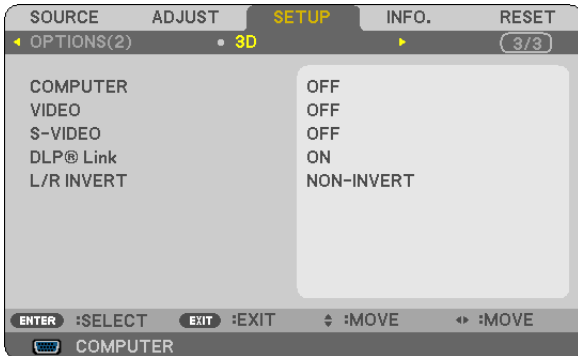 SOURCE ADJUST SETUP INFO. RESET
OPTIONS(2) 3D 3/3
COMPUTER OFF
VIDEO OFF
S-VIDEO OFF
DLP® Link ON
L/R INVERT NON-INVERT
ENTER :SELECT EXIT :EXIT :MOVE :MOVE
COMPUTER